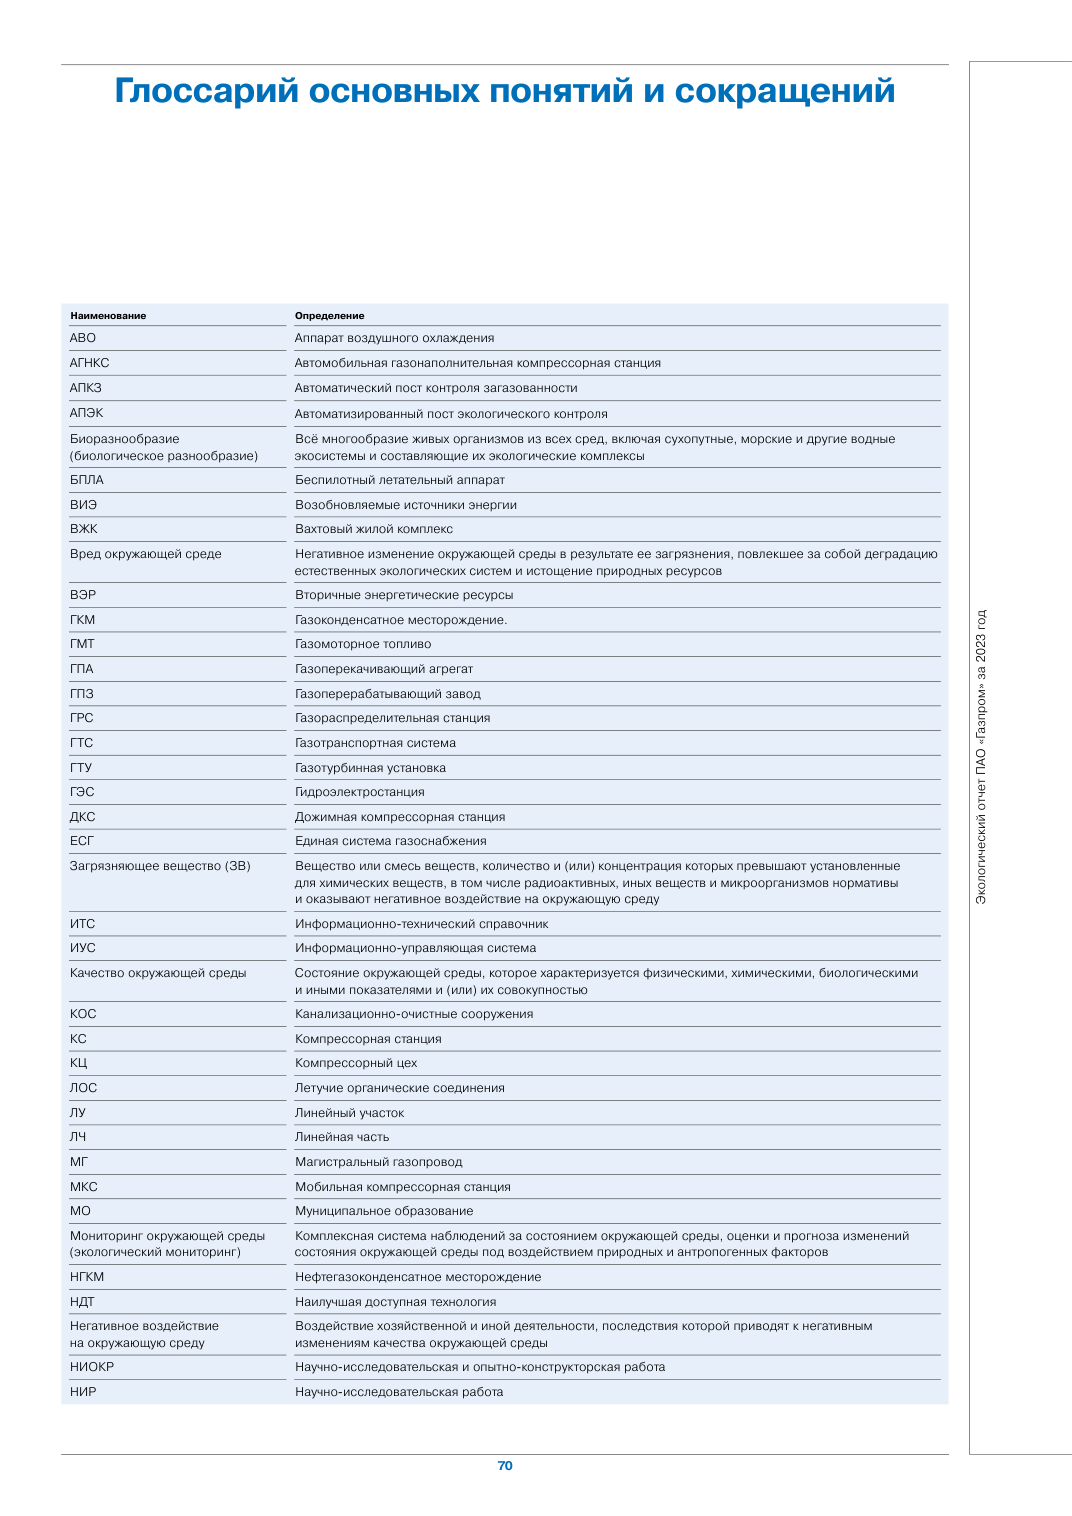 Глоссарий основных понятий и сокращений
Наименование Определение
АВО Аппарат воздушного охлаждения
АГНКС Автомобильная газонаполнительная компрессорная станция
АПКЗ Автоматический пост контроля загазованности
АПЭК Автоматизированный пост экологического контроля
Биоразнообразие Всё многообразие живых организмов из всех сред, включая сухопутные, морские и другие водные
(биологическое разнообразие) экосистемы и составляющие их экологические комплексы
БПЛА Беспилотный летательный аппарат
ВИЭ Возобновляемые источники энергии
ВЖК Вахтовый жилой комплекс
Вред окружающей среде Негативное изменение окружающей среды в результате ее загрязнения, повлекшее за собой деградацию
естественных экологических систем и истощение природных ресурсов
ВЭР Вторичные энергетические ресурсы
ГКМ Газоконденсатное месторождение.
ГМТ Газомоторное топливо
ГПА Газоперекачивающий агрегат
ГПЗ Газоперерабатывающий завод
ГРС Газораспределительная станция
ГТС Газотранспортная система
ГТУ Газотурбинная установка
ГЭС Гидроэлектростанция
ДКС Дожимная компрессорная станция
ЕСГ Единая система газоснабжения
Загрязняющее вещество (ЗВ) Вещество или смесь веществ, количество и (или) концентрация которых превышают установленные
для химических веществ, в том числе радиоактивных, иных веществ и микроорганизмов нормативы
и оказывают негативное воздействие на окружающую среду
ИТС Информационно-технический справочник
ИУС Информационно-управляющая система
Качество окружающей среды Состояние окружающей среды, которое характеризуется физическими, химическими, биологическими
и иными показателями и (или) их совокупностью
КОС Канализационно-очистные сооружения
КС Компрессорная станция
КЦ Компрессорный цех
ЛОС Летучие органические соединения
ЛУ Линейный участок
ЛЧ Линейная часть
МГ Магистральный газопровод
МКС Мобильная компрессорная станция
МО Муниципальное образование
Мониторинг окружающей среды Комплексная система наблюдений за состоянием окружающей среды, оценки и прогноза изменений
(экологический мониторинг) состояния окружающей среды под воздействием природных и антропогенных факторов
НГКМ Нефтегазоконденсатное месторождение
НДТ Наилучшая доступная технология
Негативное воздействие Воздействие хозяйственной и иной деятельности, последствия которой приводят к негативным
на окружающую среду изменениям качества окружающей среды
НИОКР Научно-исследовательская и опытно-конструкторская работа
НИР Научно-исследовательская работа
70
Экологический отчет ПАО «Газпром» за 2023 год